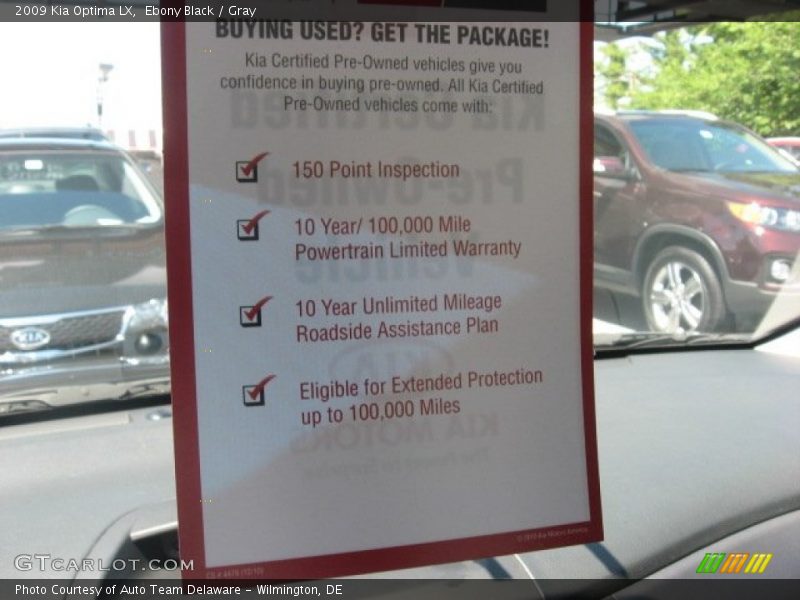 2009 Kia Optima LX, Ebony Black / Gray
BUYING USED? GET THE PACKAGE!
Kia Certified Pre-Owned vehicles give you
confidence in buying pre-owned. All Kia Certified
Pre-Owned vehicles come with:
150 Point Inspection
10 Year/ 100,000 Mile
Powertrain Limited Warranty
10 Year Unlimited Mileage
Roadside Assistance Plan
Eligible for Extended Protection
up to 100,000 Miles
KIA
GTCARLOT.COM
Photo Courtesy of Auto Team Delaware – Wilmington, DE